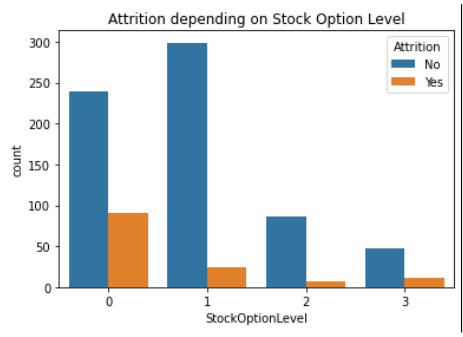 Attrition depending on Stock Option Level
Attrition
No
Yes
300
250
200
150
100
50
0
count
0 1 2 3
StockOptionLevel